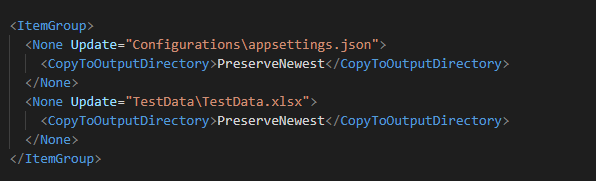 <ItemGroup>
<None Update="Configurations\appsettings.json">
<CopyToOutputDirectory>PreserveNewest</CopyToOutputDirectory>
</None>
<None Update="TestData\TestData.xlsx">
<CopyToOutputDirectory>PreserveNewest</CopyToOutputDirectory>
</None>
</ItemGroup>